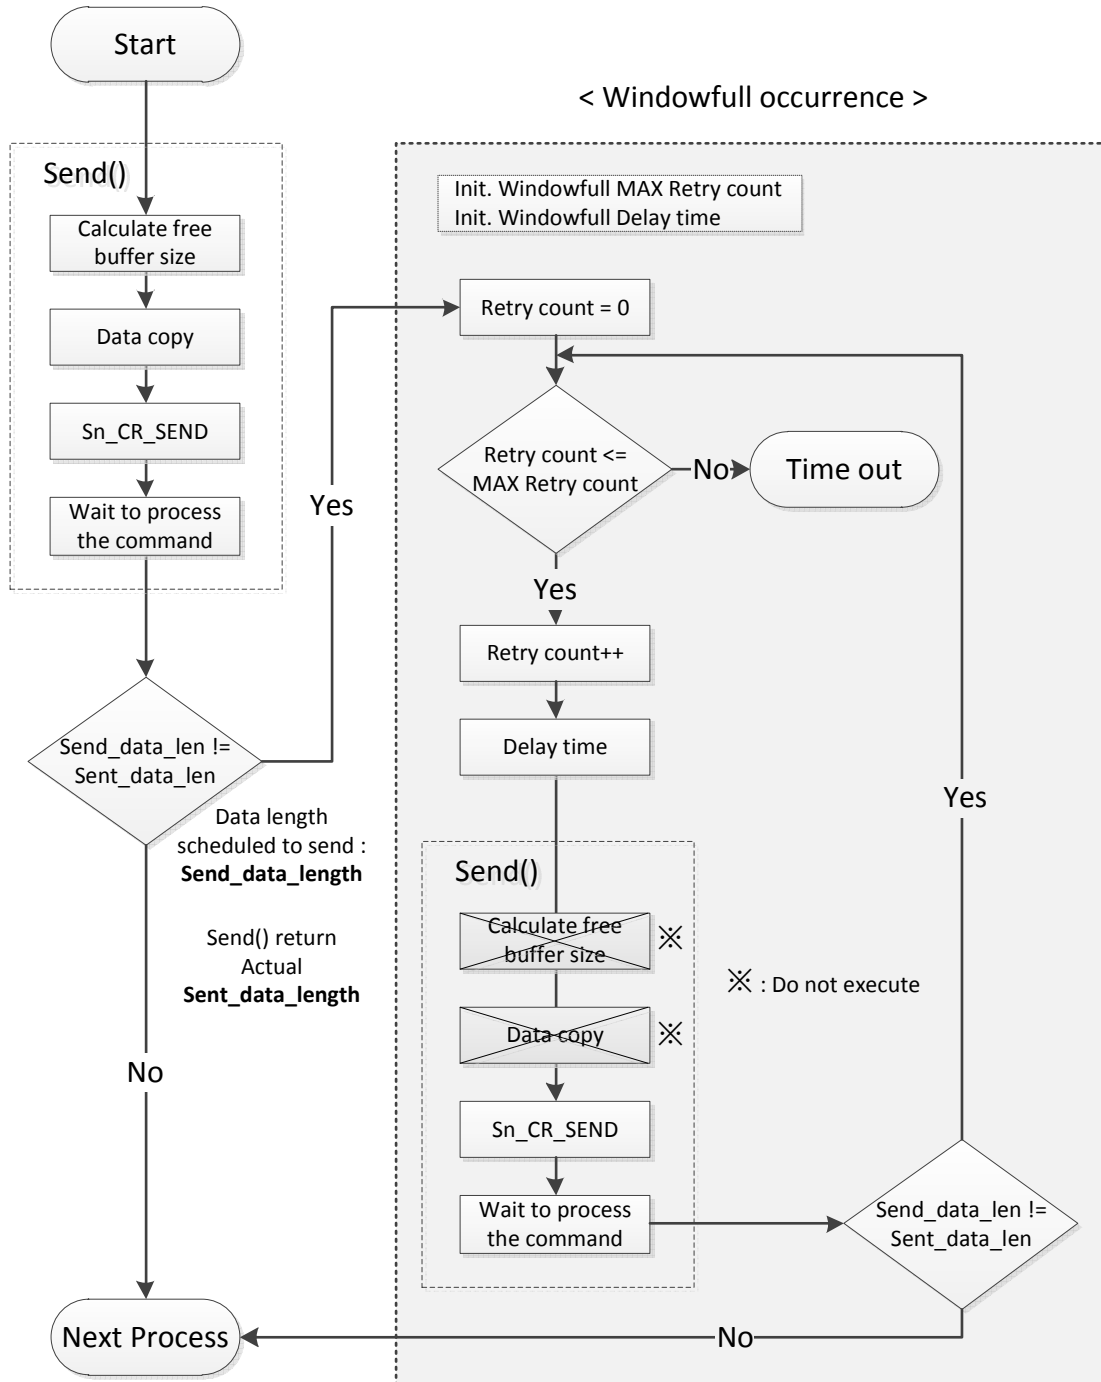 Start
< Windowfull occurrence >
Send()
Calculate free
buffer size
Data copy
Sn_CR_SEND
Wait to process
the command
Send_data_len !=
Sent_data_len
Yes
Data length
scheduled to send :
Send_data_length
Send() return
Actual
Sent_data_length
No
Next Process
Init. Windowfull MAX Retry count
Init. Windowfull Delay time
Retry count = 0
Retry count <=
MAX Retry count
No
Time out
Yes
Retry count++
Delay time
Send()
Calculate free
buffer size
※
Data copy
※
※ : Do not execute
Sn_CR_SEND
Wait to process
the command
Send_data_len !=
Sent_data_len
Yes
No